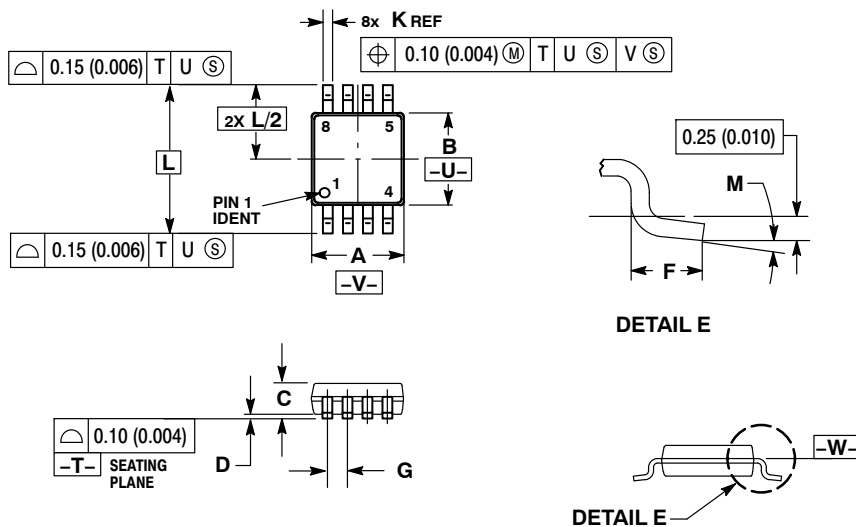 8x K REF
⌖ 0.10 (0.004) Ⓜ T U Ⓢ V Ⓢ
⌓ 0.15 (0.006) T U Ⓢ
2X L/2
8 5
B
–U–
L
PIN 1
IDENT
1 4
⌓ 0.15 (0.006) T U Ⓢ
A
–V–
0.25 (0.010)
M
F
DETAIL E
C
⌓ 0.10 (0.004)
–T– SEATING
PLANE
D
G
–W–
DETAIL E